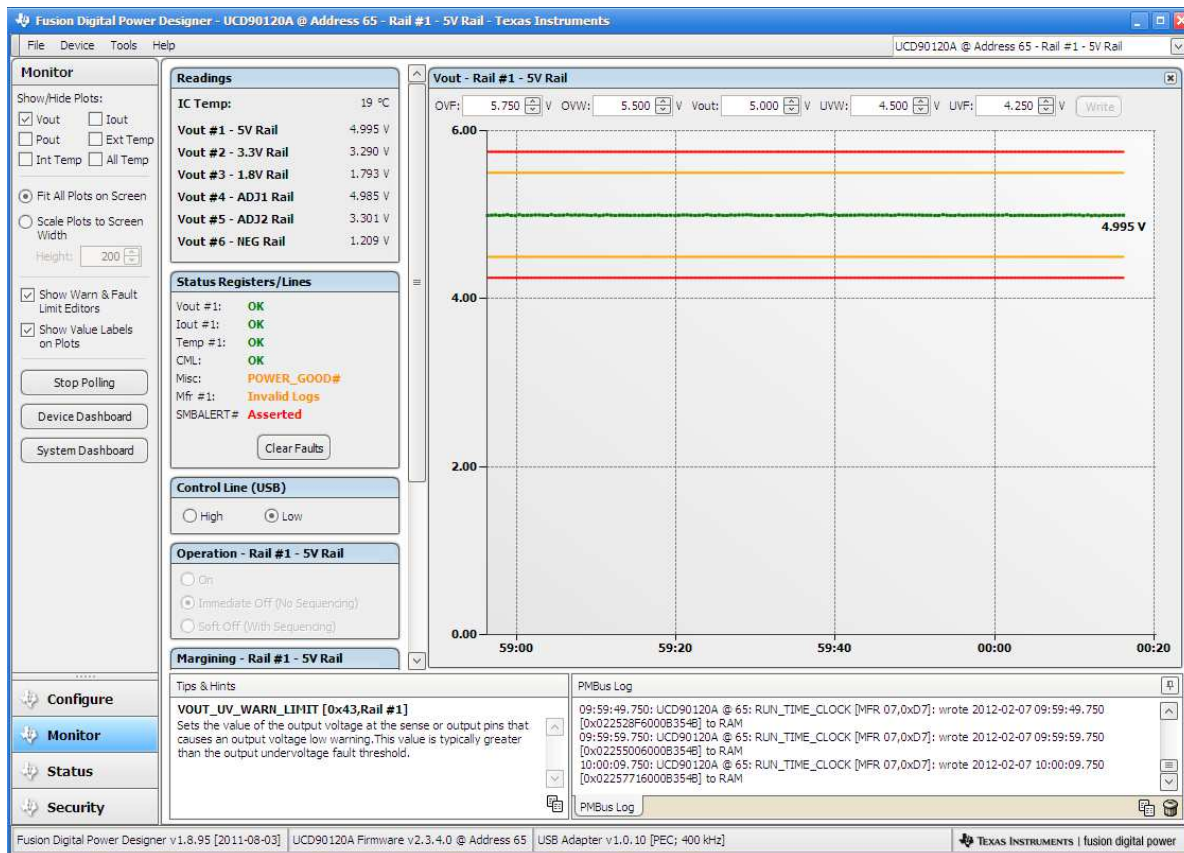 Fusion Digital Power Designer - UCD90120A @ Address 65 - Rail #1 - 5V Rail - Texas Instruments
File Device Tools Help
UCD90120A @ Address 65 - Rail #1 - 5V Rail
Monitor
Show/Hide Plots:
Vout Iout
Pout Ext Temp
Int Temp All Temp
Fit All Plots on Screen
Scale Plots to Screen
Width
Height: 200
Show Warn & Fault
Limit Editors
Show Value Labels
on Plots
Stop Polling
Device Dashboard
System Dashboard
Configure
Monitor
Status
Security
Readings
IC Temp: 19 ºC
Vout #1 - 5V Rail 4.995 V
Vout #2 - 3.3V Rail 3.290 V
Vout #3 - 1.8V Rail 1.793 V
Vout #4 - ADJ1 Rail 4.985 V
Vout #5 - ADJ2 Rail 3.301 V
Vout #6 - NEG Rail 1.209 V
Status Registers/Lines
Vout #1: OK
Iout #1: OK
Temp #1: OK
CML: OK
Misc: POWER_GOOD#
Mfr #1: Invalid Logs
SMBALERT# Asserted
Clear Faults
Control Line (USB)
High Low
Operation - Rail #1 - 5V Rail
On
Immediate Off (No Sequencing)
Soft Off (With Sequencing)
Margining - Rail #1 - 5V Rail
Vout - Rail #1 - 5V Rail
OVF: 5.750 V OVW: 5.500 V Vout: 5.000 V UVW: 4.500 V UVF: 4.250 V Write
6.00
4.995 V
4.00
2.00
0.00
59:00 59:20 59:40 00:00 00:20
Tips & Hints
VOUT_UV_WARN_LIMIT [0x43,Rail #1]
Sets the value of the output voltage at the sense or output pins that
causes an output voltage low warning.This value is typically greater
than the output undervoltage fault threshold.
PMBus Log
09:59:49.750: UCD90120A @ 65: RUN_TIME_CLOCK [MFR 07,0xD7]: wrote 2012-02-07 09:59:49.750
[0x022528F6000B354B] to RAM
09:59:59.750: UCD90120A @ 65: RUN_TIME_CLOCK [MFR 07,0xD7]: wrote 2012-02-07 09:59:59.750
[0x02255006000B354B] to RAM
10:00:09.750: UCD90120A @ 65: RUN_TIME_CLOCK [MFR 07,0xD7]: wrote 2012-02-07 10:00:09.750
[0x02257716000B354B] to RAM
PMBus Log
Fusion Digital Power Designer v1.8.95 [2011-08-03] UCD90120A Firmware v2.3.4.0 @ Address 65 USB Adapter v1.0.10 [PEC; 400 kHz] TEXAS INSTRUMENTS | fusion digital power